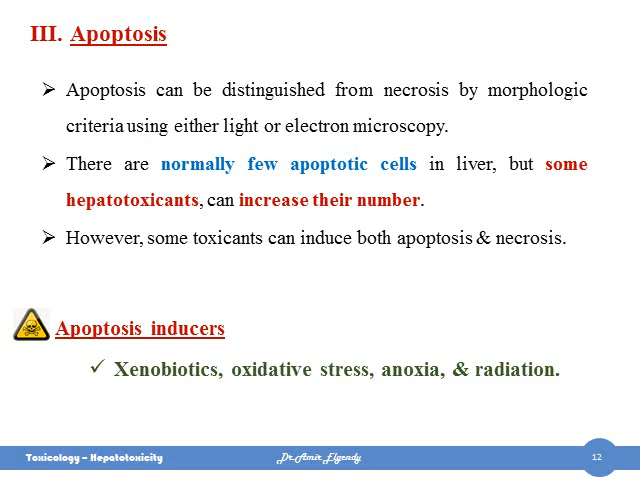 III. Apoptosis
➢ Apoptosis can be distinguished from necrosis by morphologic
criteria using either light or electron microscopy.
➢ There are normally few apoptotic cells in liver, but some
hepatotoxicants, can increase their number.
➢ However, some toxicants can induce both apoptosis & necrosis.
Apoptosis inducers
✓ Xenobiotics, oxidative stress, anoxia, & radiation.
Toxicology – Hepatotoxicity Dr. Amir Elgendy 12